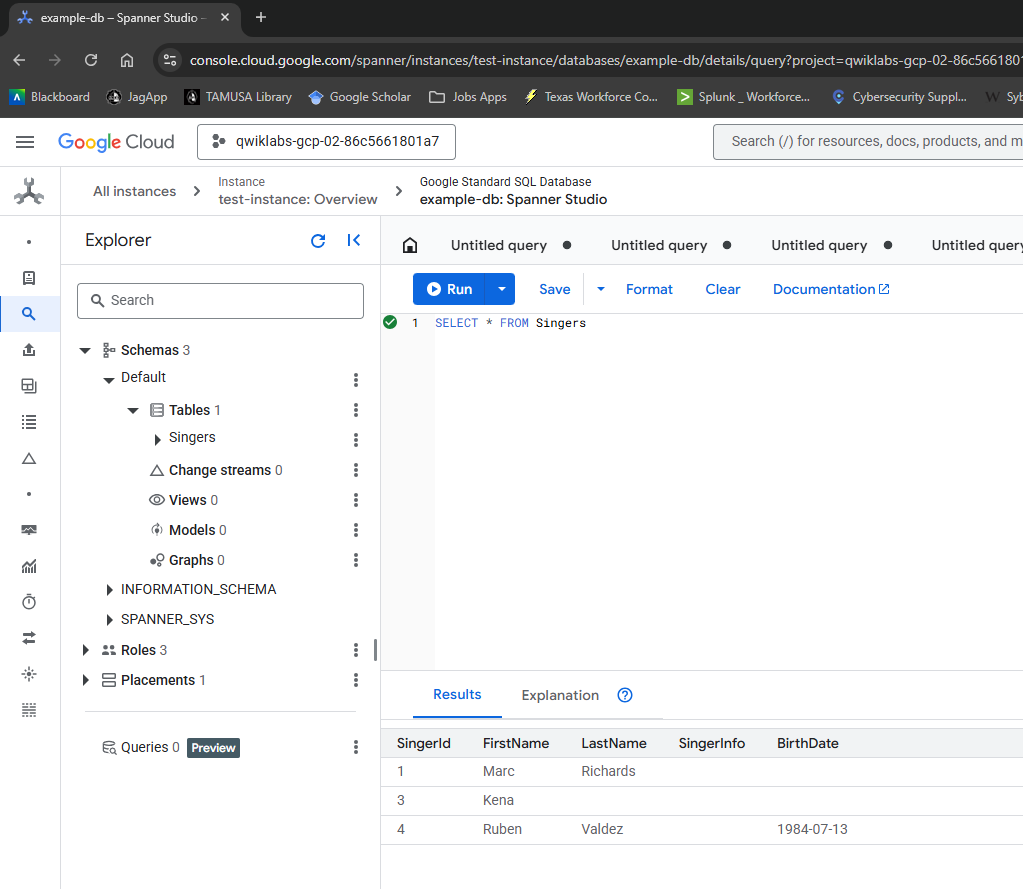 example-db – Spanner Studio –
console.cloud.google.com/spanner/instances/test-instance/databases/example-db/details/query?project=qwiklabs-gcp-02-86c5661801
Blackboard JagApp TAMUSA Library Google Scholar Jobs Apps Texas Workforce Co... Splunk _ Workforce... Cybersecurity Suppl... Syb
Google Cloud qwiklabs-gcp-02-86c5661801a7 Search (/) for resources, docs, products, and m
All instances
Instance
test-instance: Overview
Google Standard SQL Database
example-db: Spanner Studio
Explorer
Untitled query Untitled query Untitled query Untitled query
Search
Run Save Format Clear Documentation
1 SELECT * FROM Singers
Schemas 3
Default
Tables 1
Singers
Change streams 0
Views 0
Models 0
Graphs 0
INFORMATION_SCHEMA
SPANNER_SYS
Roles 3
Placements 1
Queries 0 Preview
Results Explanation
SingerId FirstName LastName SingerInfo BirthDate
1 Marc Richards
3 Kena
4 Ruben Valdez 1984-07-13